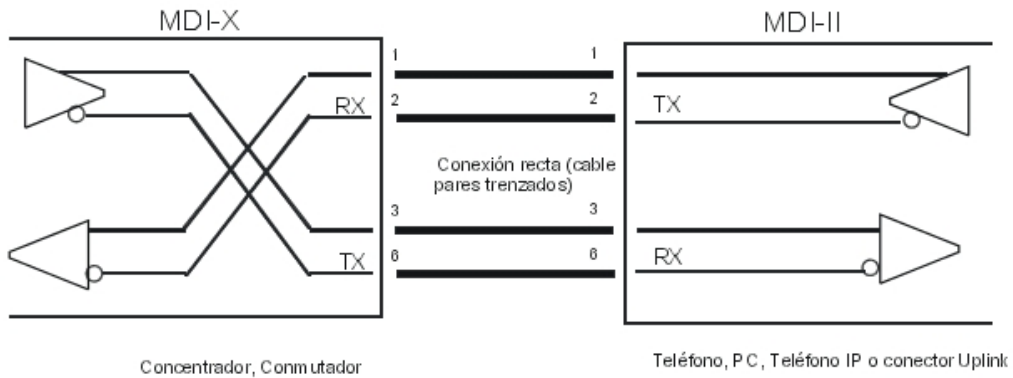 MDI-X
MDI-II
1
1
RX
2
2
TX
Conexión recta (cable
pares trenzados)
3
3
TX
6
6
RX
Concentrador, Conmutador
Teléfono, PC, Teléfono IP o conector Uplink